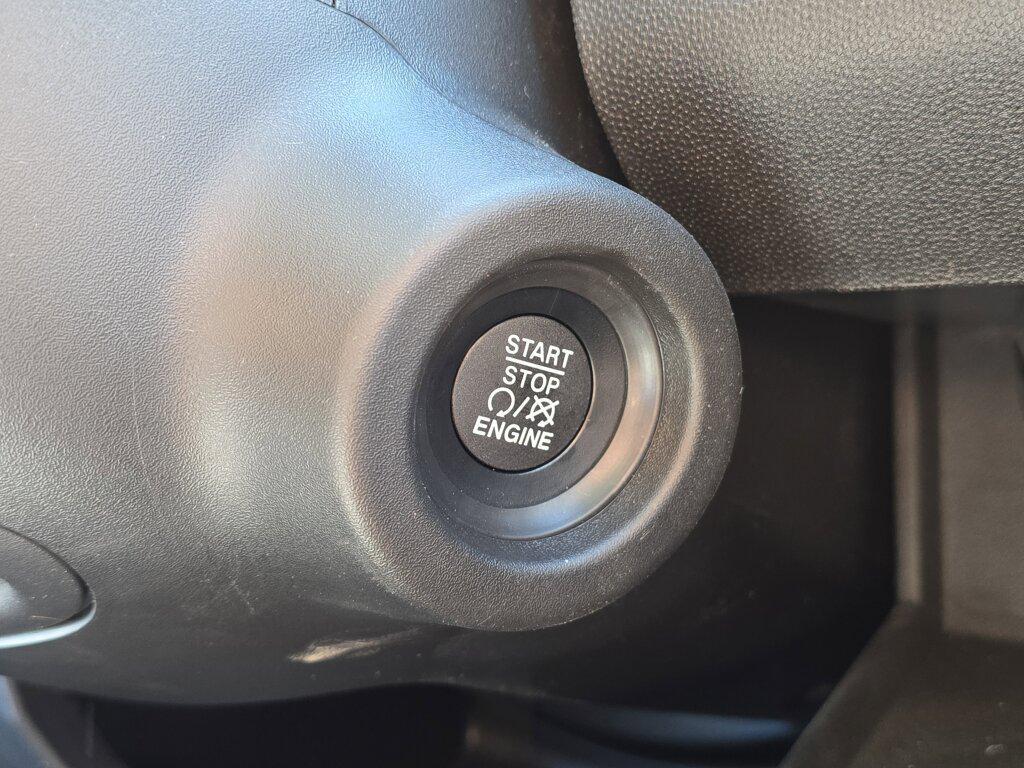 START
STOP
/
ENGINE